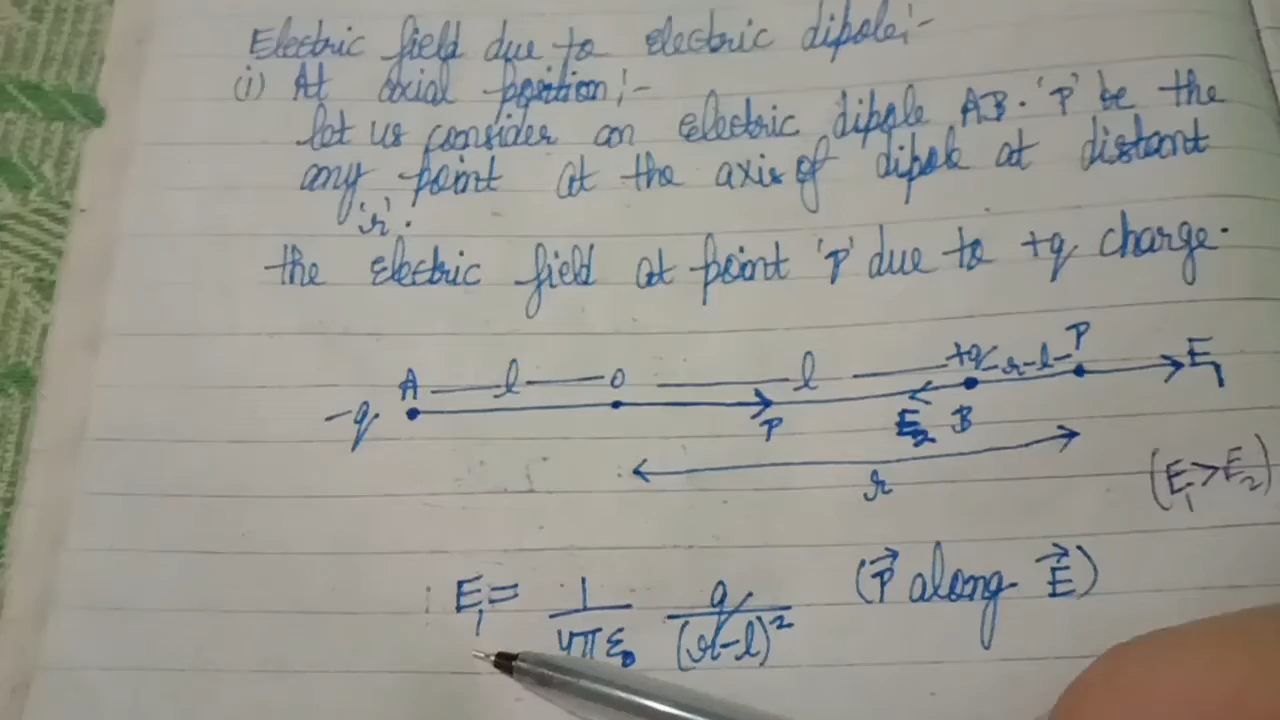 Electric field due to electric dipole:-
(i) At axial position:-
let us consider an electric dipole AB. 'P' be the
any point at the axis of dipole at distant
'r'.
the electric field at point 'P' due to +q charge.
A l O l +q r-l P E₁
-q P E₂ B
r
(E₁>E₂)
E₁ = 1/4πε₀ q/(r-l)² (P⃗ along E⃗)